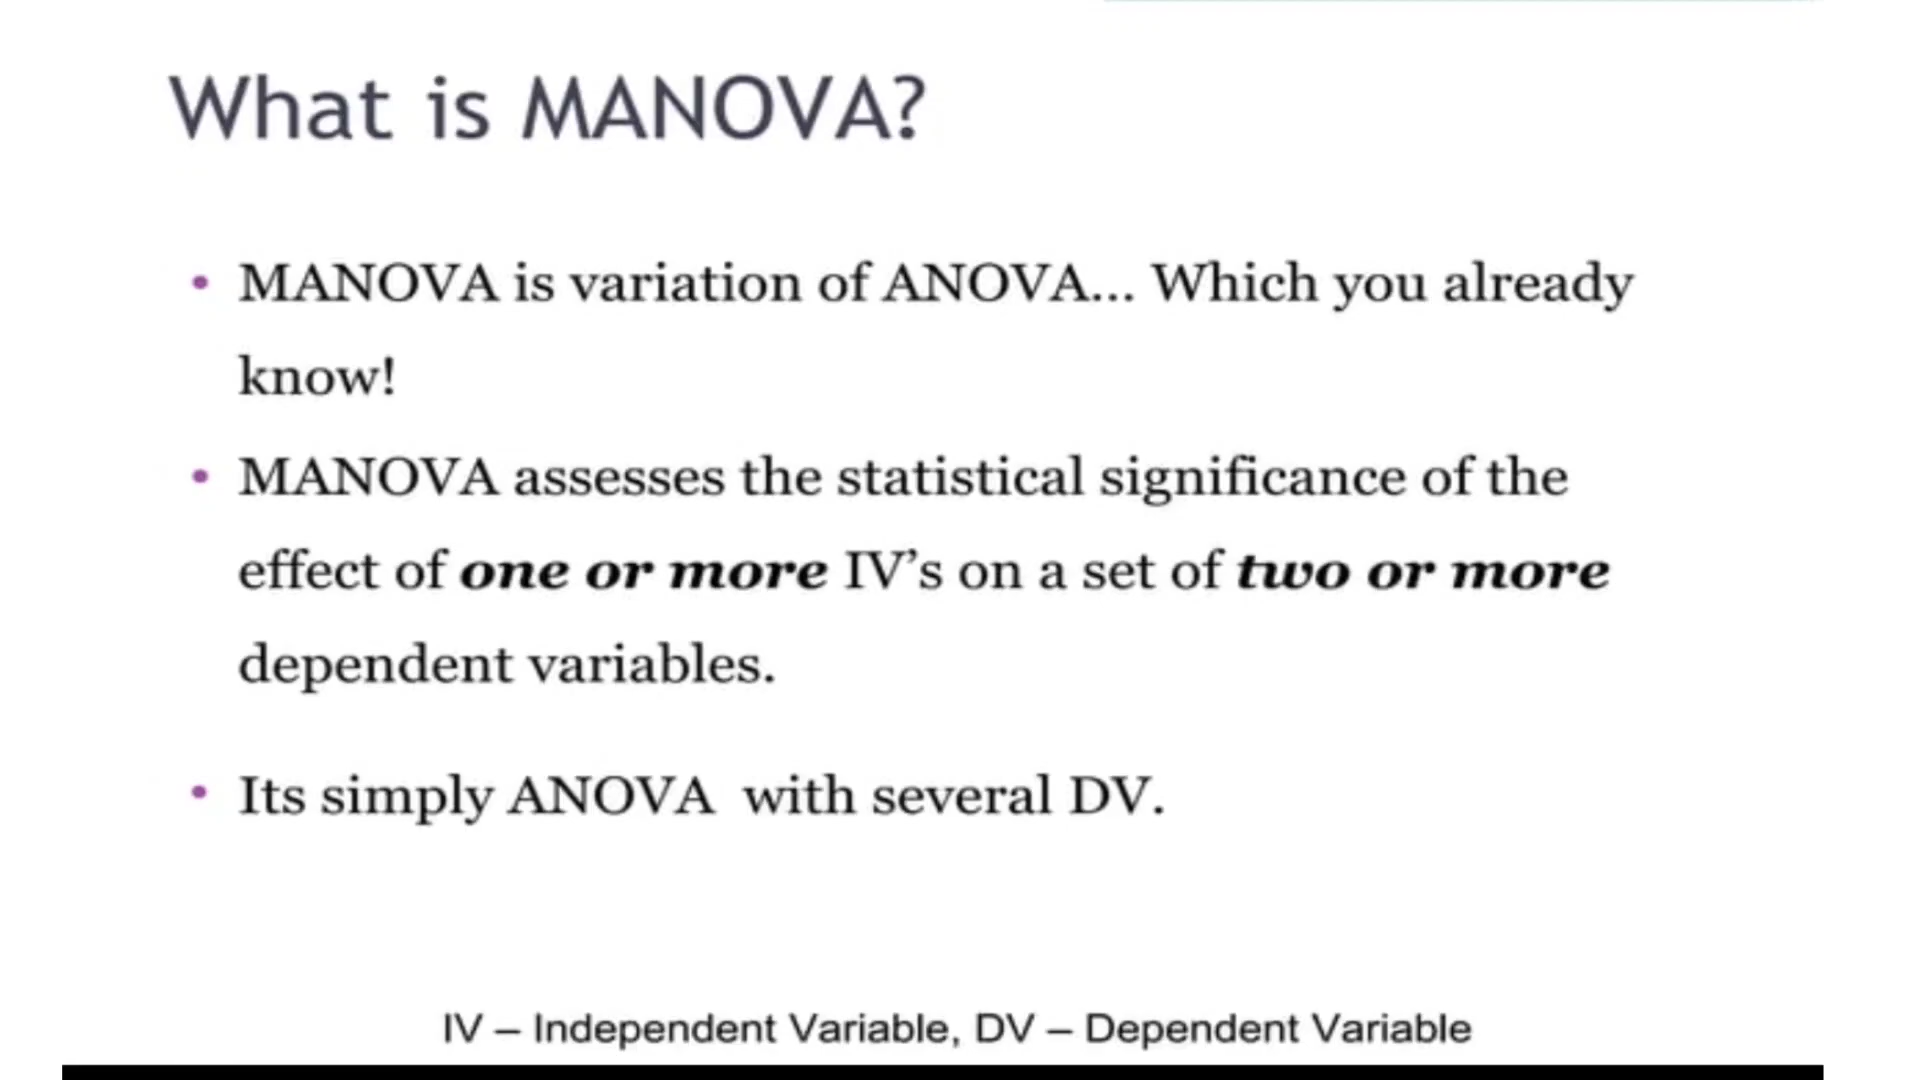 What is MANOVA?
• MANOVA is variation of ANOVA... Which you already
know!
• MANOVA assesses the statistical significance of the
effect of one or more IV’s on a set of two or more
dependent variables.
• Its simply ANOVA with several DV.
IV – Independent Variable, DV – Dependent Variable